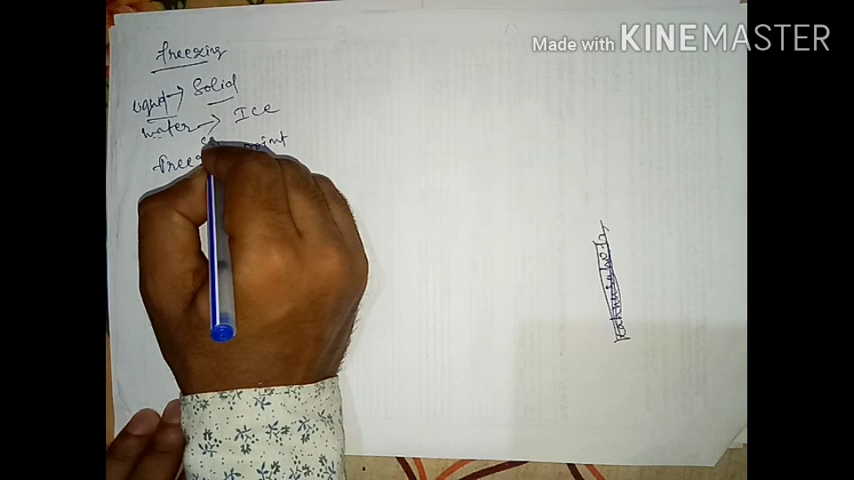 Made with KINEMASTER
freezing
liquid → Solid
water → Ice
point